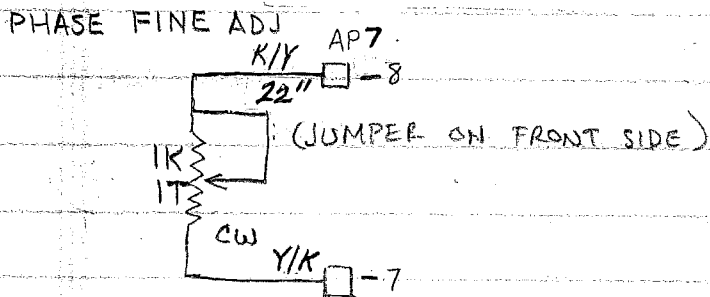 PHASE FINE ADJ
AP7.
K/Y
-8
22"
(JUMPER ON FRONT SIDE)
1K
1T
CW
Y/K
-7